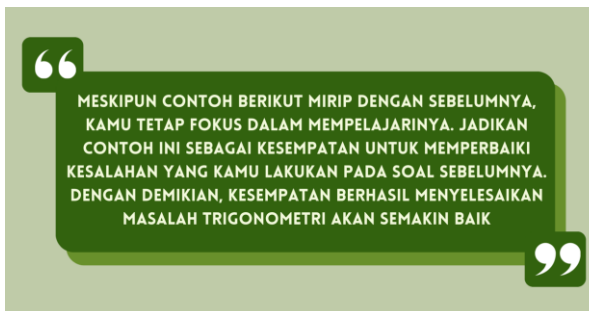 MESKIPUN CONTOH BERIKUT MIRIP DENGAN SEBELUMNYA,
KAMU TETAP FOKUS DALAM MEMPELAJARINYA. JADIKAN
CONTOH INI SEBAGAI KESEMPATAN UNTUK MEMPERBAIKI
KESALAHAN YANG KAMU LAKUKAN PADA SOAL SEBELUMNYA.
DENGAN DEMIKIAN, KESEMPATAN BERHASIL MENYELESAIKAN
MASALAH TRIGONOMETRI AKAN SEMAKIN BAIK